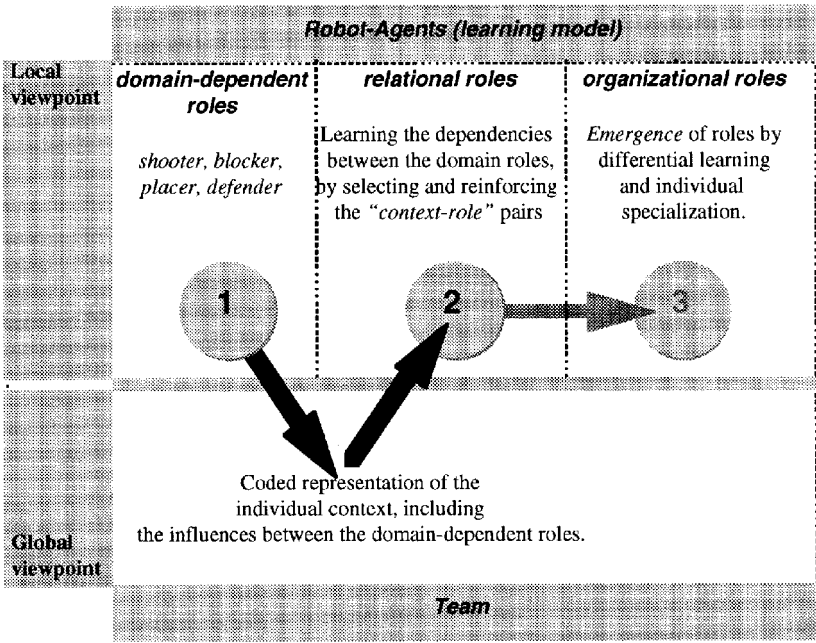 Robot-Agents (learning model)
Local
viewpoint
domain-dependent
roles
shooter, blocker,
placer, defender
relational roles
Learning the dependencies
between the domain roles,
by selecting and reinforcing
the “context-role” pairs
organizational roles
Emergence of roles by
differential learning
and individual
specialization.
1
2
3
Coded representation of the
individual context, including
the influences between the domain-dependent roles.
Global
viewpoint
Team